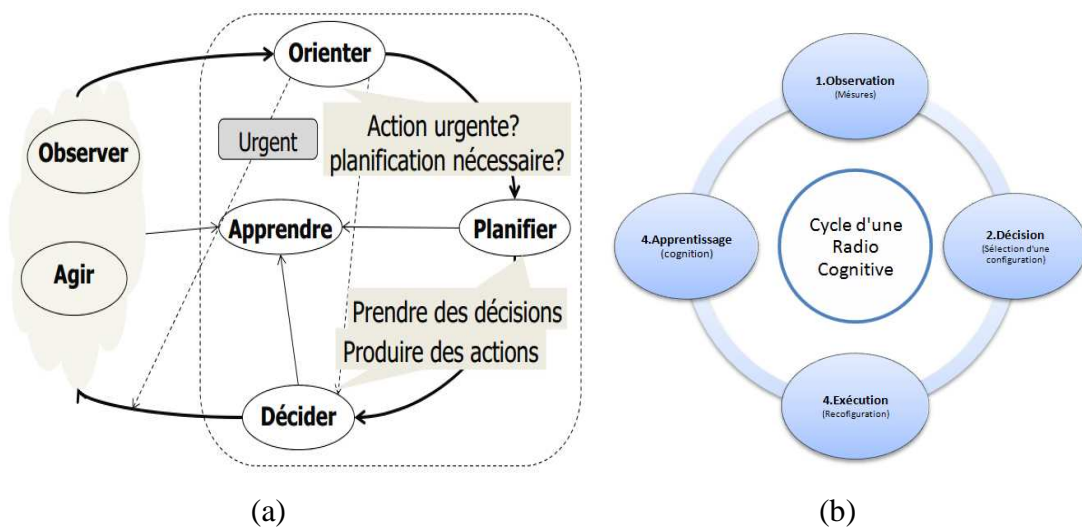 Orienter
Action urgente?
planification nécessaire?
Urgent
Observer
Apprendre
Planifier
Agir
Prendre des décisions
Produire des actions
Décider
(a)
1.Observation
(Mésures)
Cycle d'une
Radio
Cognitive
2.Décision
(Sélection d'une
configuration)
4.Apprentissage
(cognition)
4.Exécution
(Recofiguration)
(b)